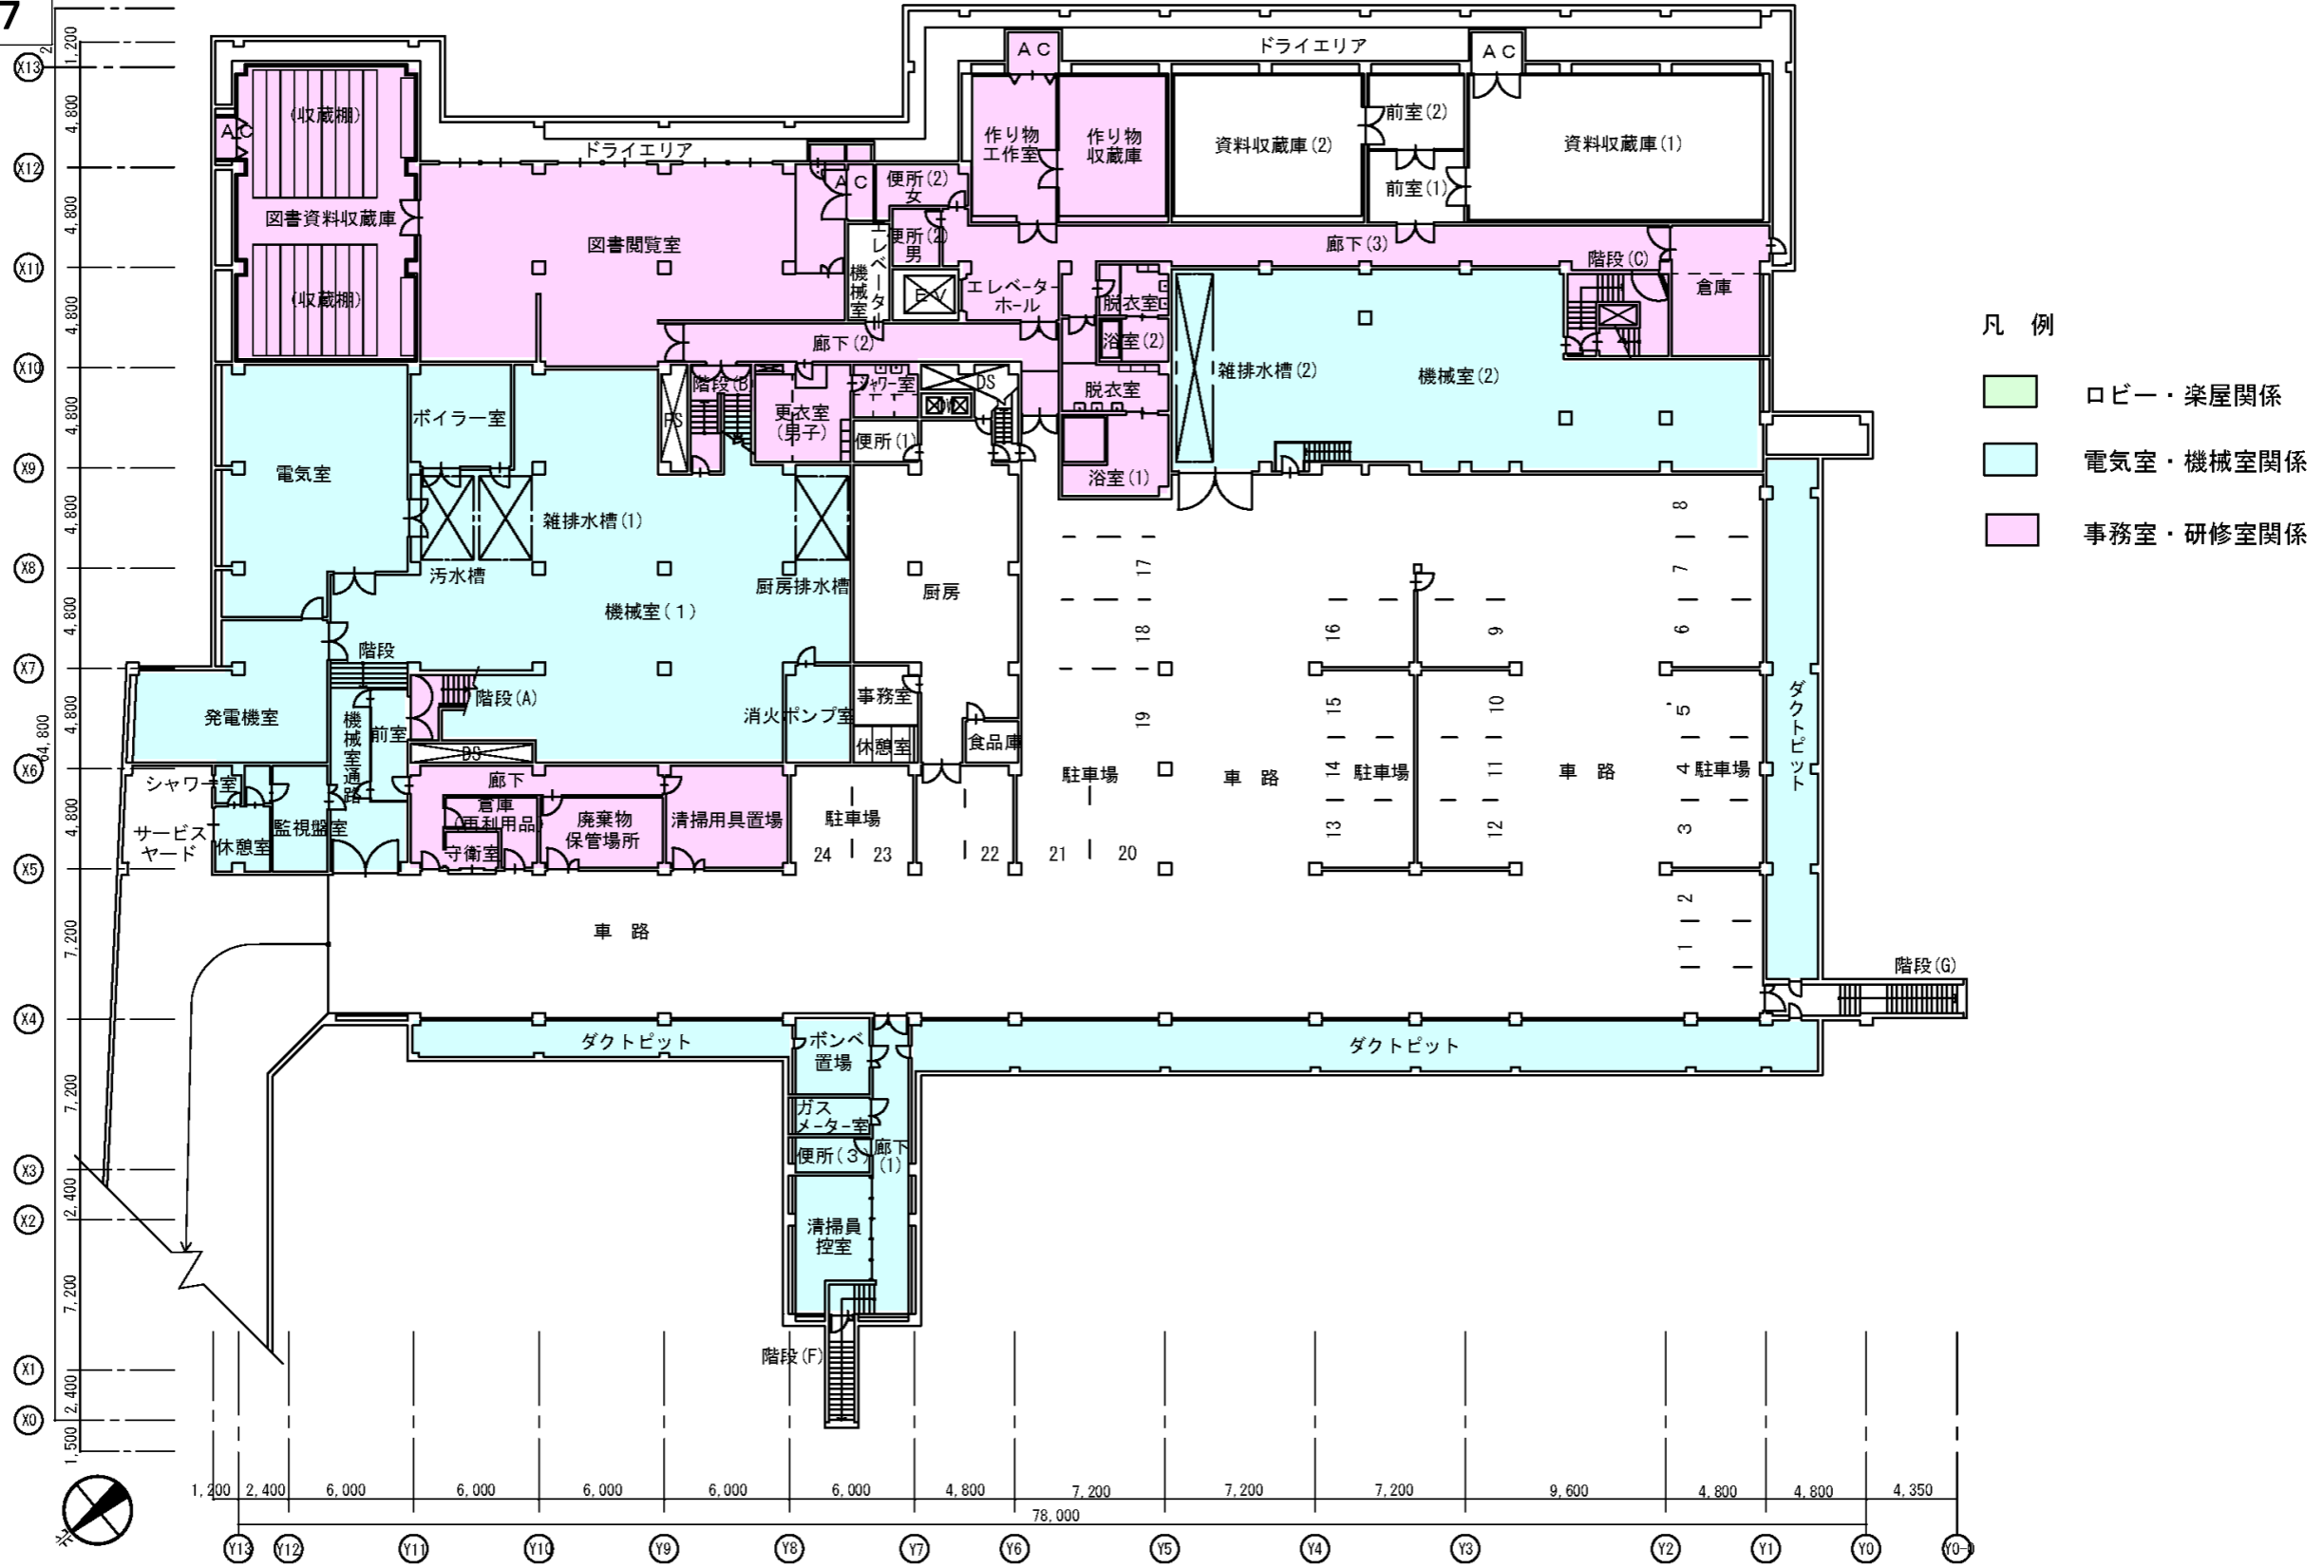 7
ドライエリア
ＡＣ
ＡＣ
(収蔵棚)
ＡＣ
ドライエリア
作り物
工作室
作り物
収蔵庫
資料収蔵庫(2)
前室(2)
資料収蔵庫(1)
前室(1)
ＡＣ
便所(2)
女
図書資料収蔵庫
図書閲覧室
便所(2)
男
廊下(3)
階段(C)
エレベーター
機械室
ＥＶ
エレベーター
ホール
脱衣室
倉庫
(収蔵棚)
浴室(2)
廊下(2)
雑排水槽(2)
機械室(2)
階段(B)
シャワー室
DS
脱衣室
ボイラー室
PS
更衣室
(男子)
DW
便所(1)
電気室
浴室(1)
雑排水槽(1)
汚水槽
厨房排水槽
厨房
機械室(１)
階段
階段(A)
発電機室
機械室通路
前室
消火ポンプ室
事務室
DS
休憩室
食品庫
シャワー室
廊下
サービス
ヤード
休憩室
監視盤室
倉庫
(再利用品)
守衛室
廃棄物
保管場所
清掃用具置場
駐車場
24
23
22
21
20
駐車場
車 路
駐車場
車 路
駐車場
17
18
19
16
15
14
13
9
10
11
12
8
7
6
5
4
3
2
1
車 路
ダクトピット
階段(G)
ダクトピット
ボンベ
置場
ダクトピット
ガス
メーター室
便所(３)
廊下
(1)
清掃員
控室
階段(F)
凡 例
ロビー・楽屋関係
電気室・機械室関係
事務室・研修室関係
X13
X12
X11
X10
X9
X8
X7
X6
X5
X4
X3
X2
X1
X0
2
1,200
4,800
4,800
4,800
4,800
4,800
4,800
4,800
4,800
7,200
7,200
2,400
7,200
2,400
1,500
64,800
1,200
2,400
6,000
6,000
6,000
6,000
6,000
4,800
7,200
7,200
7,200
9,600
4,800
4,800
4,350
78,000
北
Y13
Y12
Y11
Y10
Y9
Y8
Y7
Y6
Y5
Y4
Y3
Y2
Y1
Y0